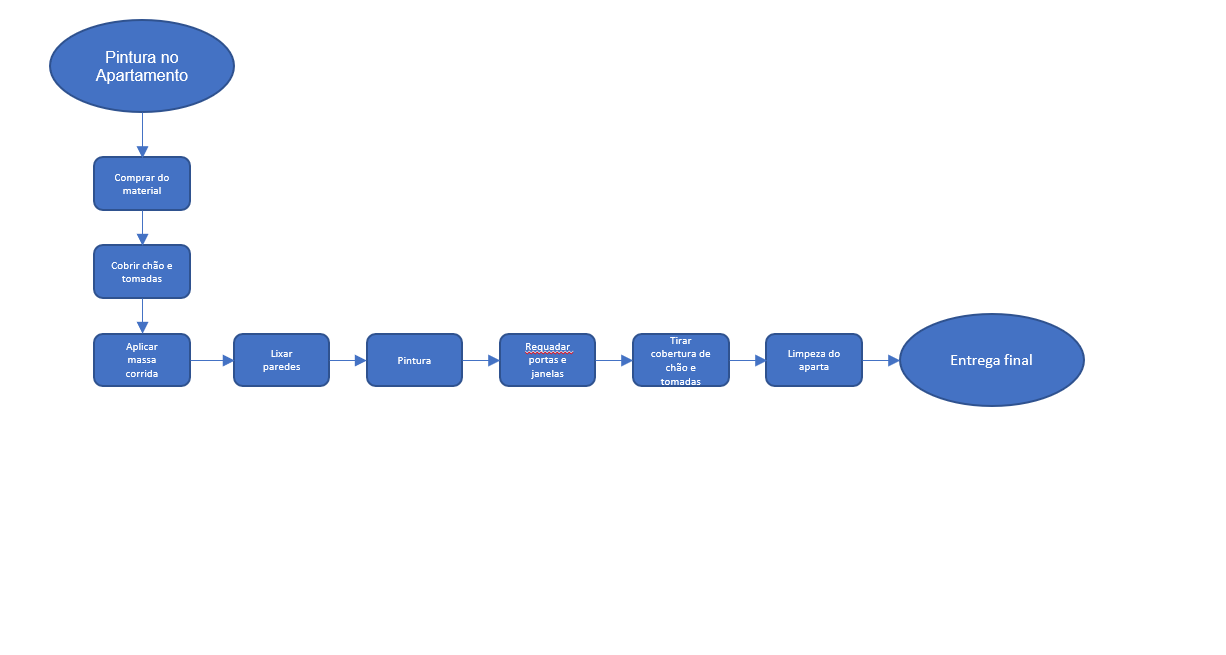 Pintura no
Apartamento
Comprar do
material
Cobrir chão e
tomadas
Aplicar
massa
corrida
Lixar
paredes
Pintura
Requadar
portas e
janelas
Tirar
cobertura de
chão e
tomadas
Limpeza do
aparta
Entrega final